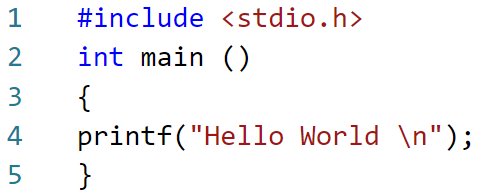 1 #include <stdio.h>
2 int main ()
3 {
4 printf("Hello World \n");
5 }